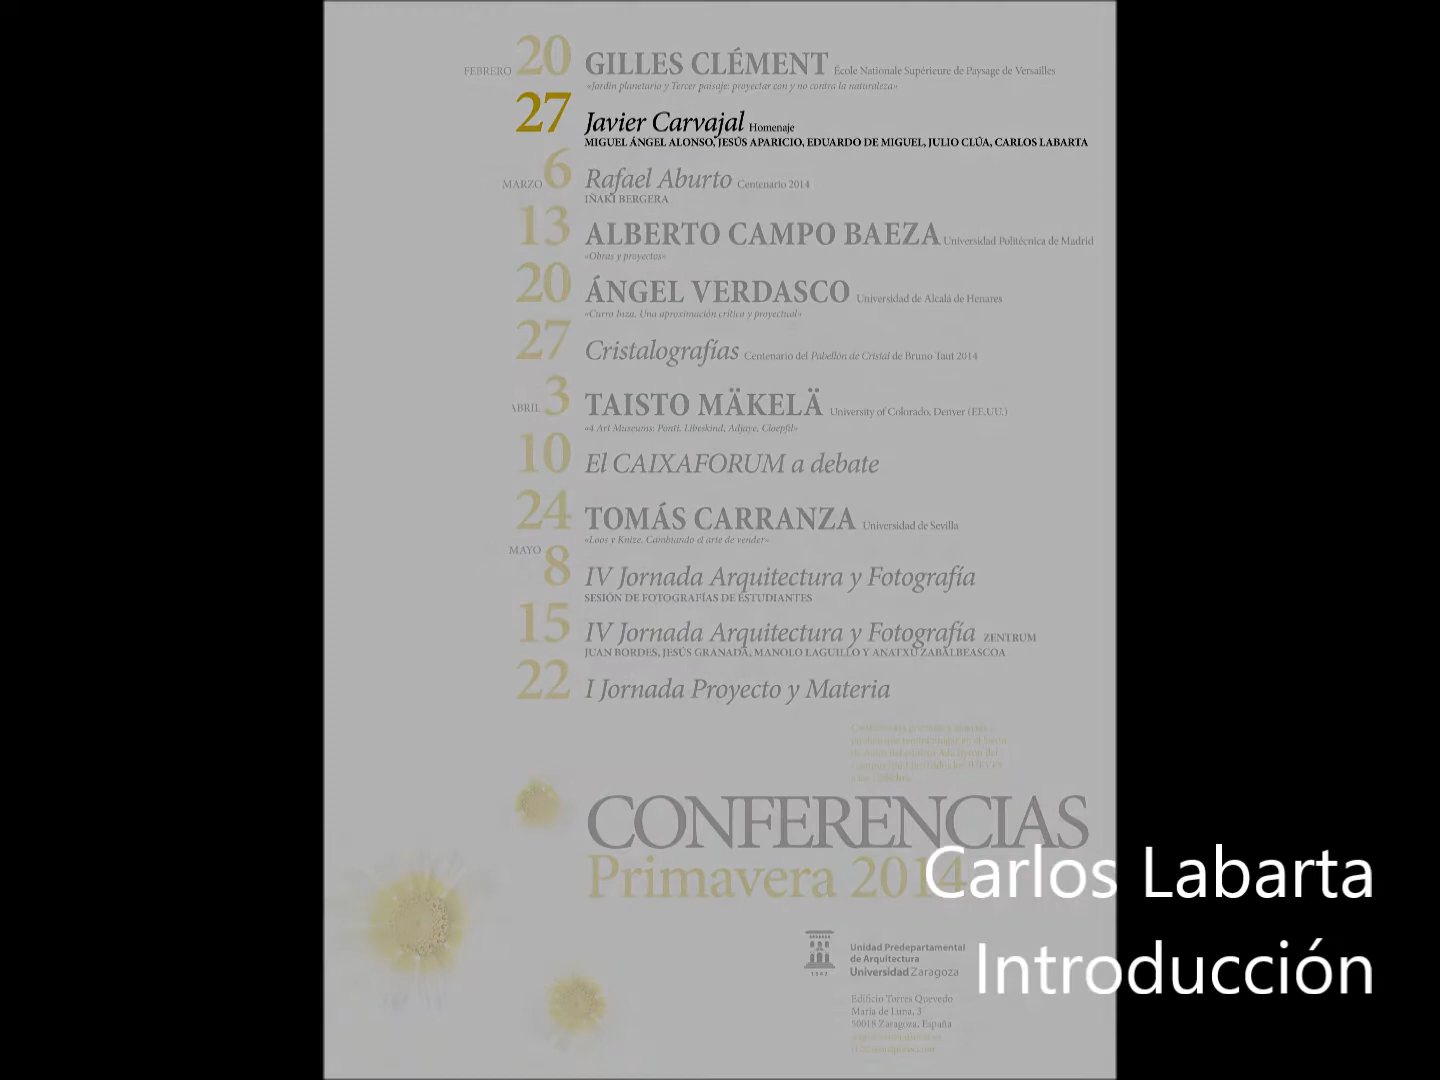 FEBRERO 20 GILLES CLÉMENT École Nationale Supérieure de Paysage de Versailles
«Jardín planetario y Tercer paisaje: proyectar con y no contra la naturaleza»
27 Javier Carvajal Homenaje
MIGUEL ÁNGEL ALONSO, JESÚS APARICIO, EDUARDO DE MIGUEL, JULIO CLÚA, CARLOS LABARTA
MARZO 6 Rafael Aburto Centenario 2014
IÑAKI BERGERA
13 ALBERTO CAMPO BAEZA Universidad Politécnica de Madrid
«Obras y proyectos»
20 ÁNGEL VERDASCO Universidad de Alcalá de Henares
«Curro Inza. Una aproximación crítica y proyectual»
27 Cristalografías Centenario del Pabellón de Cristal de Bruno Taut 2014
ABRIL 3 TAISTO MÄKELÄ University of Colorado, Denver (EE.UU.)
«4 Art Museums: Ponti, Libeskind, Adjaye, Cloepfil»
10 El CAIXAFORUM a debate
24 TOMÁS CARRANZA Universidad de Sevilla
«Loos y Knize. Cambiando el arte de vender»
MAYO 8 IV Jornada Arquitectura y Fotografía
SESIÓN DE FOTOGRAFÍAS DE ESTUDIANTES
15 IV Jornada Arquitectura y Fotografía ZENTRUM
JUAN BORDES, JESÚS GRANADA, MANOLO LAGUILLO Y ANATXU ZABALBEASCOA
22 I Jornada Proyecto y Materia
CONFERENCIAS
Primavera 2014
Carlos Labarta
Introducción
1542
Unidad Predepartamental
de Arquitectura
Universidad Zaragoza
Edificio Torres Quevedo
María de Luna, 3
50018 Zaragoza, España